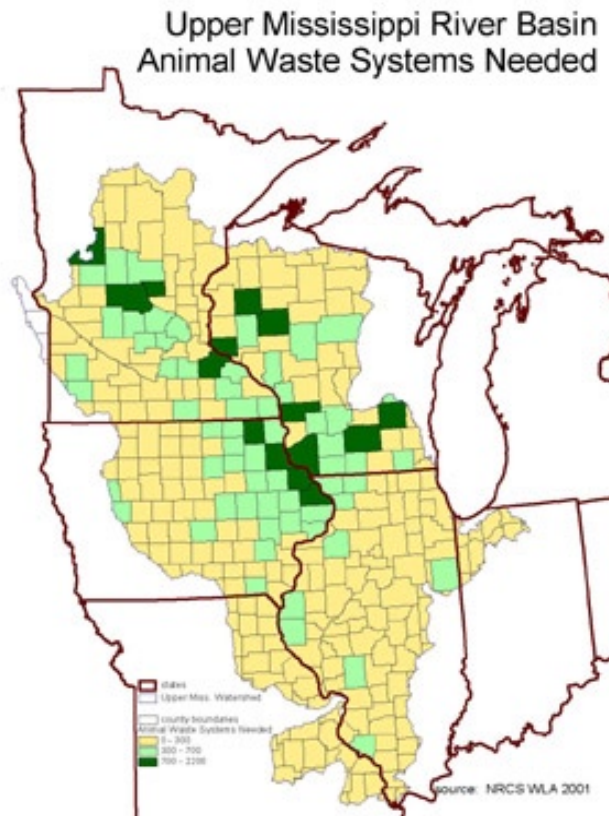 Upper Mississippi River Basin
Animal Waste Systems Needed
states
Upper Miss. Watershed
county boundaries
Animal Waste Systems Needed
0 - 300
300 - 700
700 - 2200
source: NRCS WLA 2001